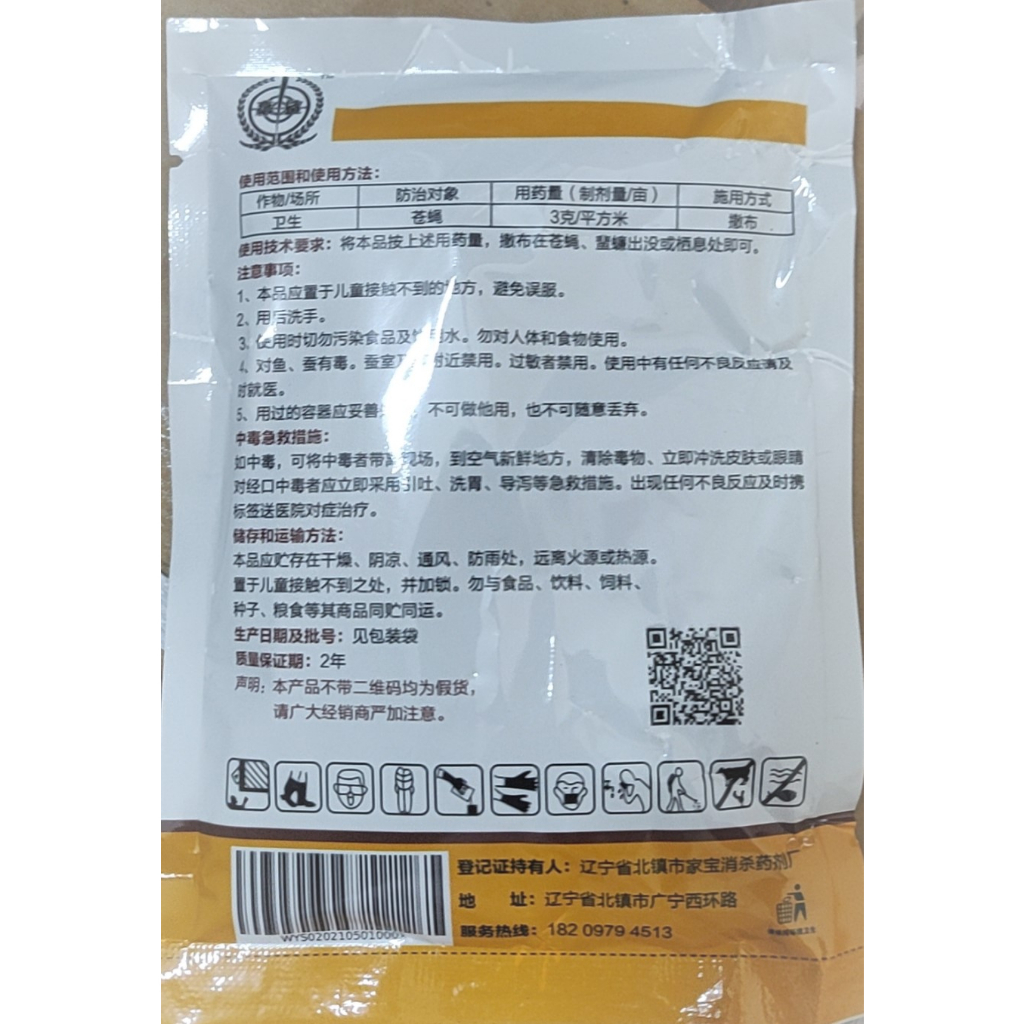 使用范围和使用方法：
作物/场所 防治对象 用药量（制剂量/亩） 施用方式
卫生 苍蝇 3克/平方米 撒布
使用技术要求：将本品按上述用药量，撒布在苍蝇、蜚蠊出没或栖息处即可。
注意事项：
1、本品应置于儿童接触不到的地方，避免误服。
2、用后洗手。
3、使用时切勿污染食品及 用水。勿对人体和食物使用。
4、对鱼、蚕有毒。蚕室 附近禁用。过敏者禁用。使用中有任何不良反应请及
时就医。
5、用过的容器应妥善 不可做他用，也不可随意丢弃。
中毒急救措施：
如中毒，可将中毒者带离现场，到空气新鲜地方，清除毒物、立即冲洗皮肤或眼睛
对经口中毒者应立即采用引吐、洗胃、导泻等急救措施。出现任何不良反应及时携
标签送医院对症治疗。
储存和运输方法：
本品应贮存在干燥、阴凉、通风、防雨处，远离火源或热源。
置于儿童接触不到之处，并加锁。勿与食品、饮料、饲料、
种子、粮食等其商品同贮同运。
生产日期及批号：见包装袋
质量保证期：2年
声明：本产品不带二维码均为假货，
请广大经销商严加注意。
登记证持有人：辽宁省北镇市家宝消杀药剂厂
地 址：辽宁省北镇市广宁西环路
服务热线：182 0979 4513